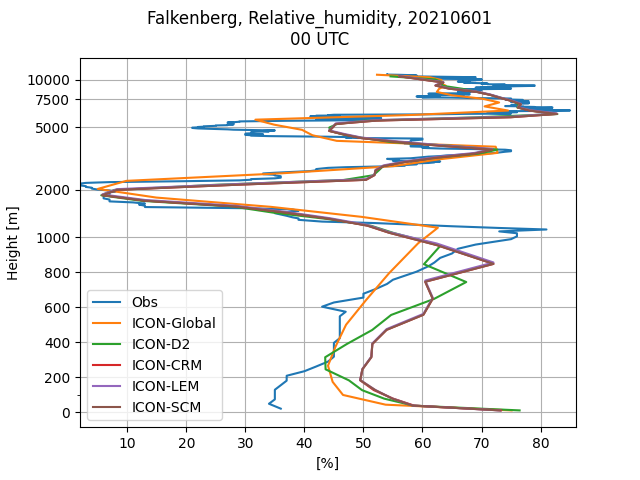 Falkenberg, Relative_humidity, 20210601
00 UTC
10000
7500
5000
2000
1000
800
600
400
200
0
Height [m]
Obs
ICON-Global
ICON-D2
ICON-CRM
ICON-LEM
ICON-SCM
10 20 30 40 50 60 70 80
[%]